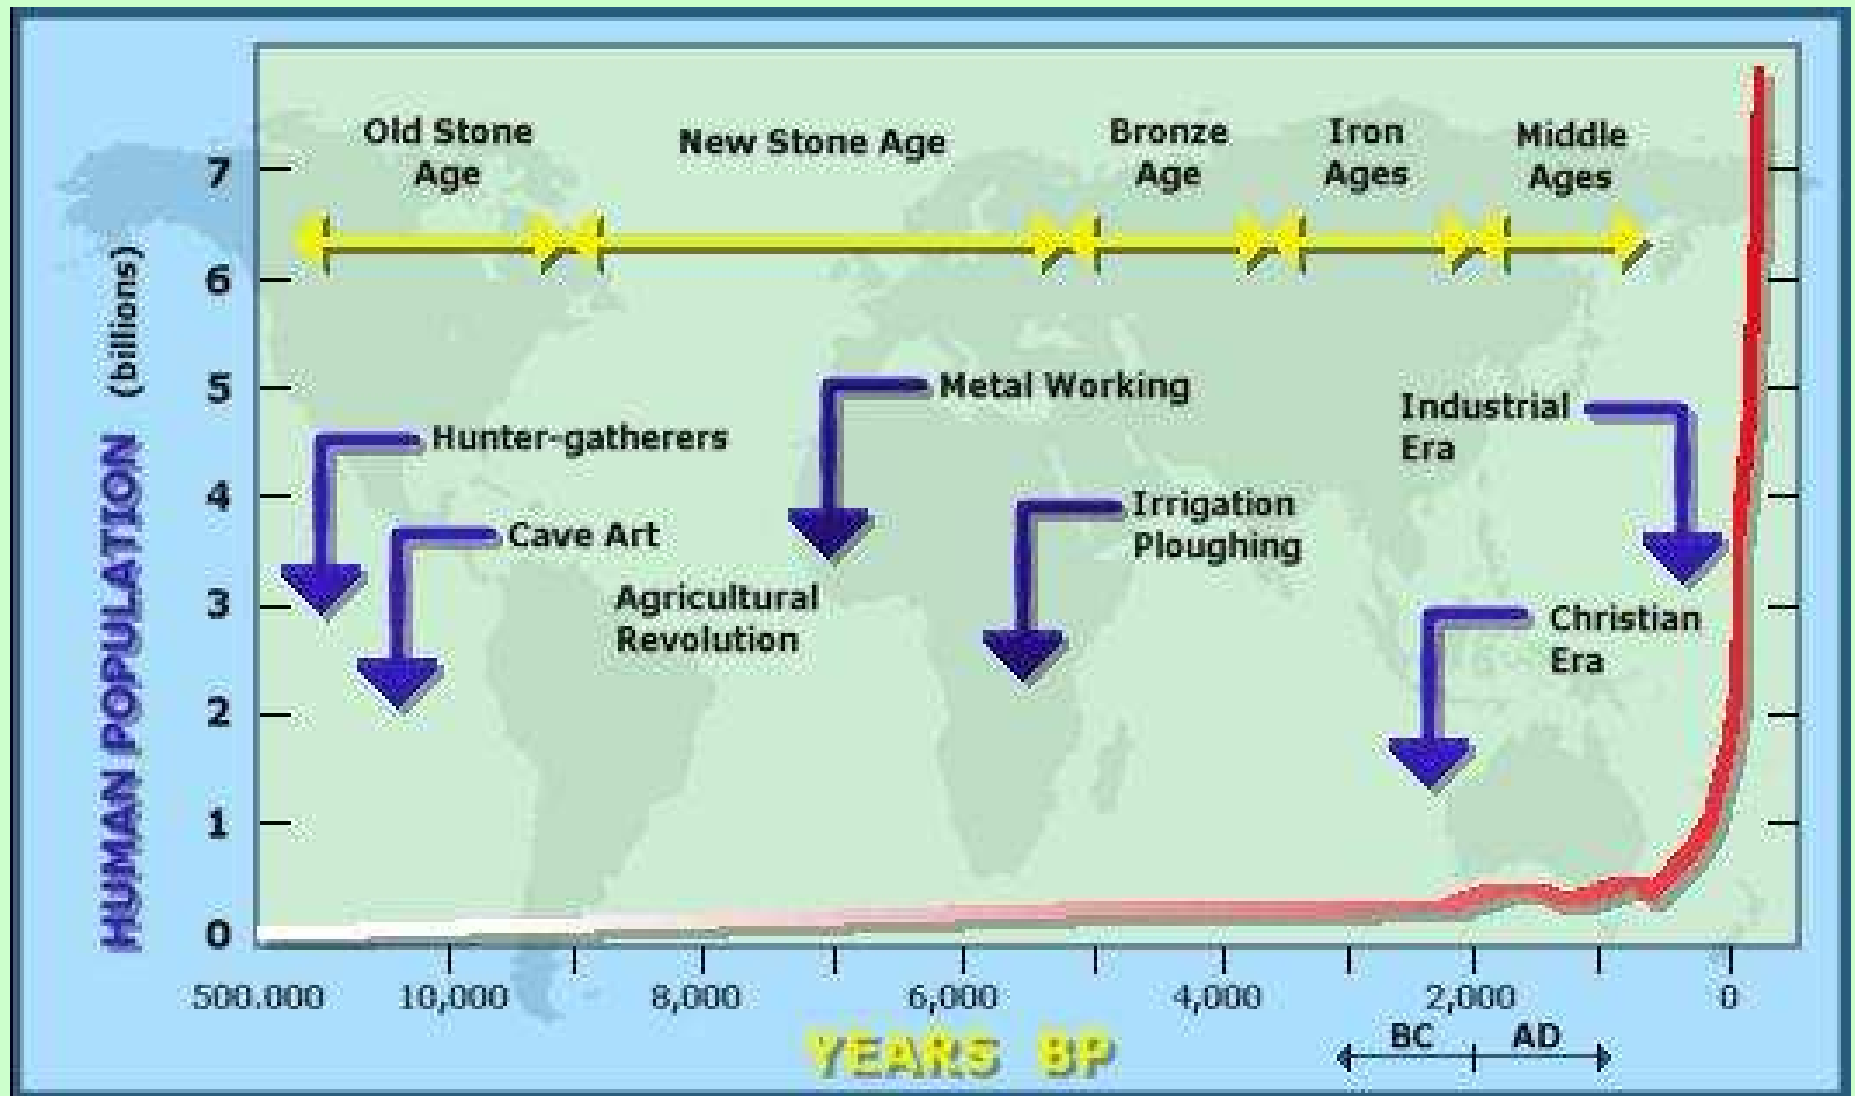 Old Stone
Age
New Stone Age
Bronze
Age
Iron
Ages
Middle
Ages
7
6
5
4
3
2
1
0
HUMAN POPULATION (billions)
Metal Working
Industrial
Era
Hunter-gatherers
Irrigation
Ploughing
Cave Art
Agricultural
Revolution
Christian
Era
500.000 10,000 8,000 6,000 4,000 2,000 0
BC AD
YEARS BP